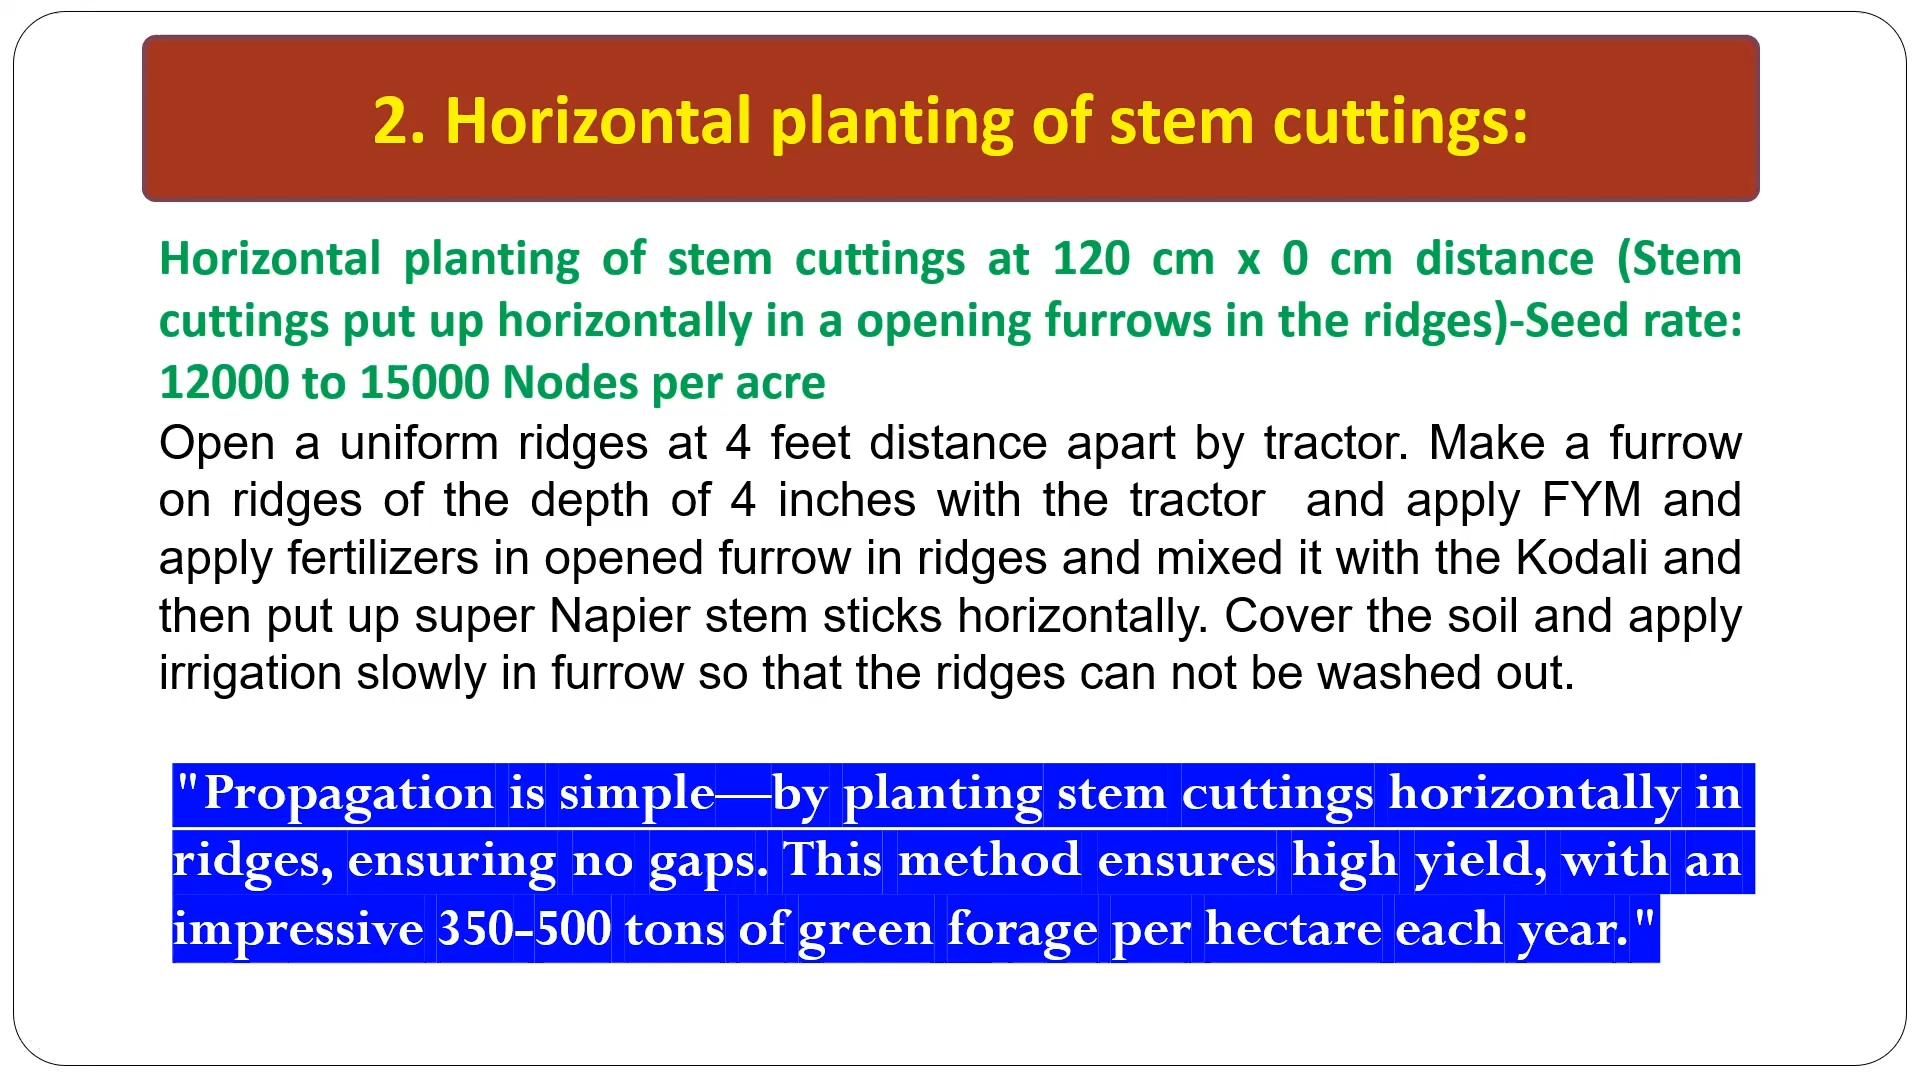 2. Horizontal planting of stem cuttings:
Horizontal planting of stem cuttings at 120 cm x 0 cm distance (Stem
cuttings put up horizontally in a opening furrows in the ridges)-Seed rate:
12000 to 15000 Nodes per acre
Open a uniform ridges at 4 feet distance apart by tractor. Make a furrow
on ridges of the depth of 4 inches with the tractor  and apply FYM and
apply fertilizers in opened furrow in ridges and mixed it with the Kodali and
then put up super Napier stem sticks horizontally. Cover the soil and apply
irrigation slowly in furrow so that the ridges can not be washed out.
"Propagation is simple—by planting stem cuttings horizontally in
ridges, ensuring no gaps. This method ensures high yield, with an
impressive 350-500 tons of green forage per hectare each year."